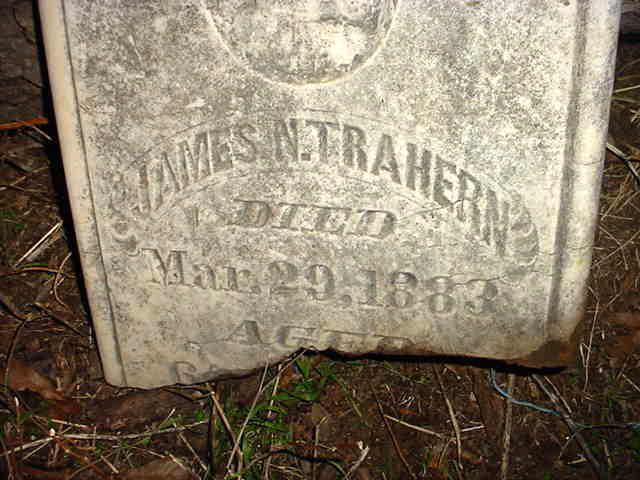 JAMES N. TRAHERN
DIED
Mar. 29. 1883
AGED